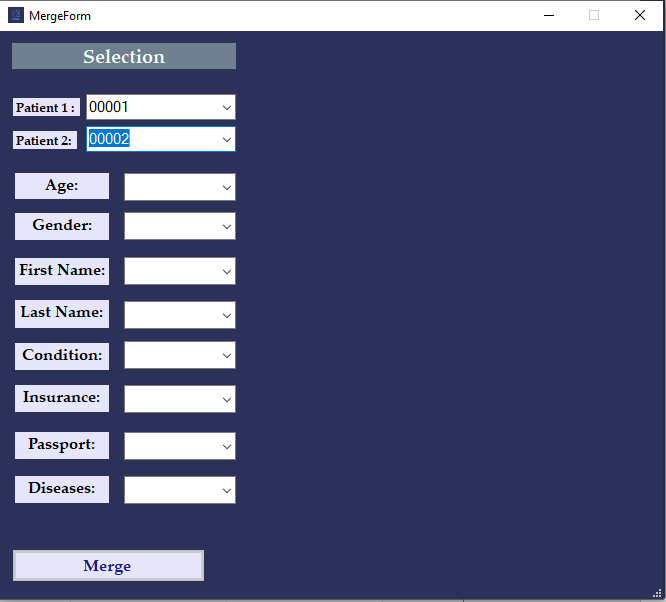 MergeForm
Selection
Patient 1 : 00001
Patient 2: 00002
Age:
Gender:
First Name:
Last Name:
Condition:
Insurance:
Passport:
Diseases:
Merge